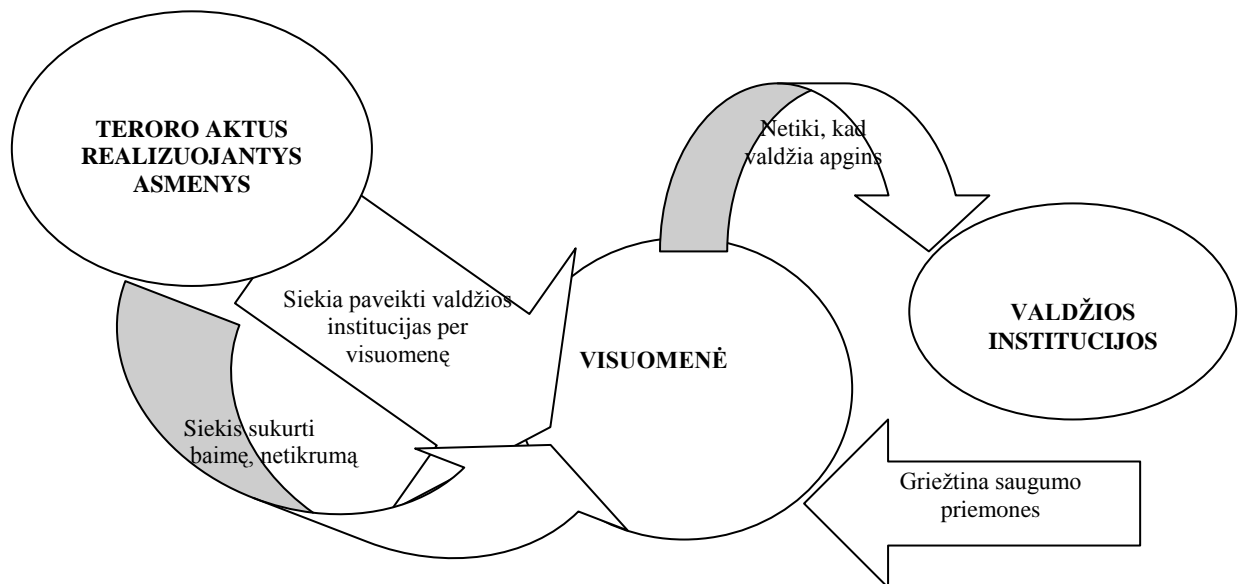 TERORO AKTUS
REALIZUOJANTYS
ASMENYS
Siekia paveikti valdžios
institucijas per
visuomenę
Siekis sukurti
baimę, netikrumą
VISUOMENĖ
Netiki, kad
valdžia apgins
VALDŽIOS
INSTITUCIJOS
Griežtina saugumo
priemones